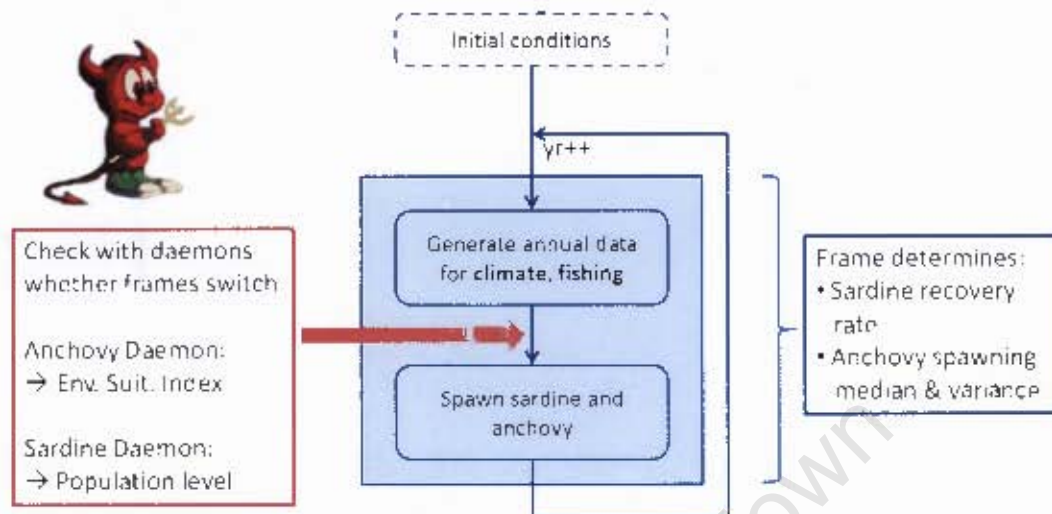 Initial conditions
yr++
Check with daemons
whether frames switch
Anchovy Daemon:
→ Env. Suit. Index
Sardine Daemon:
→ Population level
Generate annual data
for climate, fishing
Spawn sardine and
anchovy
Frame determines:
• Sardine recovery
rate
• Anchovy spawning
median & variance
own